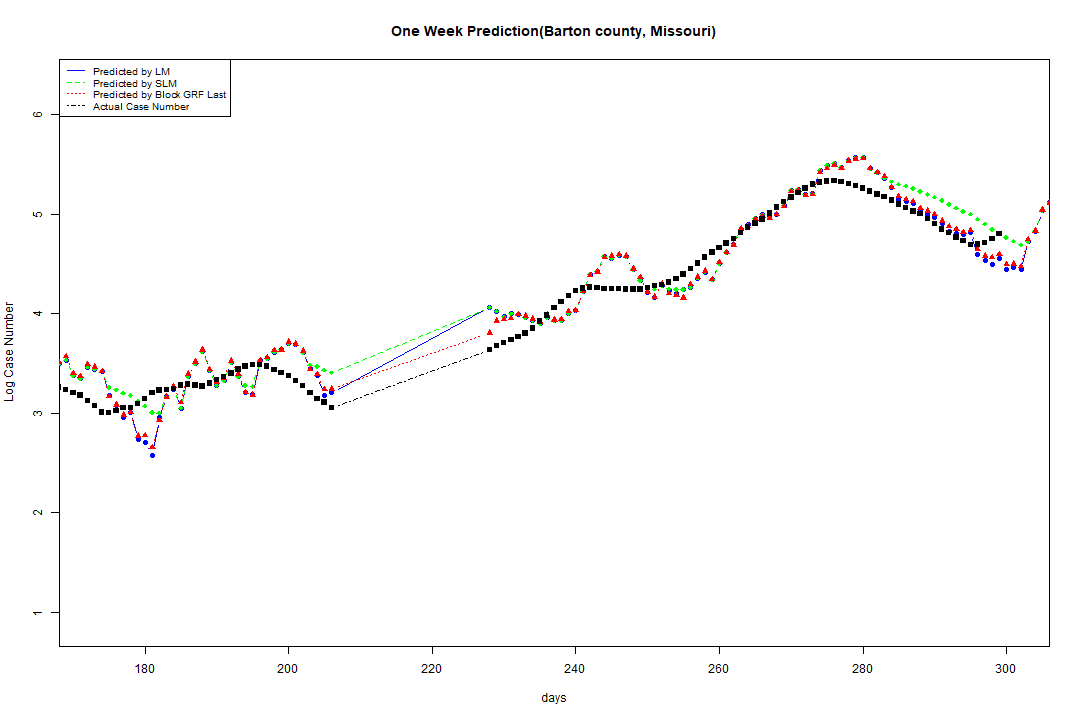 One Week Prediction(Barton county, Missouri)
Predicted by LM
Predicted by SLM
Predicted by Block GRF Last
Actual Case Number
6
5
4
3
2
1
Log Case Number
180 200 220 240 260 280 300
days